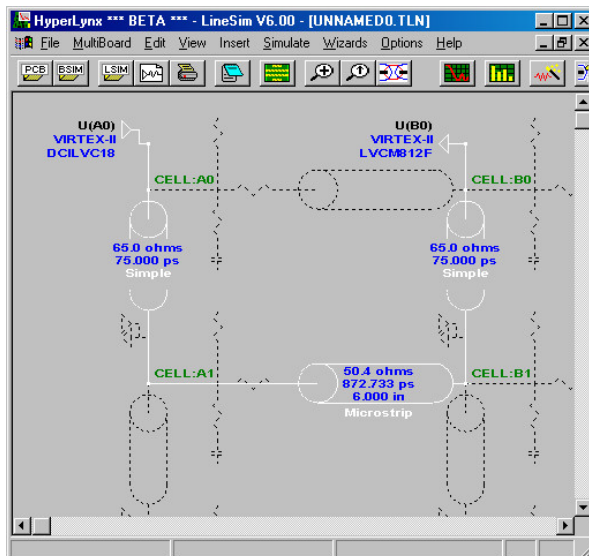 HyperLynx *** BETA *** - LineSim V6.00 - [UNNAMED0.TLN]
File MultiBoard Edit View Insert Simulate Wizards Options Help
PCB BSIM LSIM
U(A0)
VIRTEX-II
DCILVC18
U(B0)
VIRTEX-II
LVCM812F
CELL:A0
CELL:B0
65.0 ohms
75.000 ps
Simple
65.0 ohms
75.000 ps
Simple
CELL:A1
50.4 ohms
872.733 ps
6.000 in
Microstrip
CELL:B1